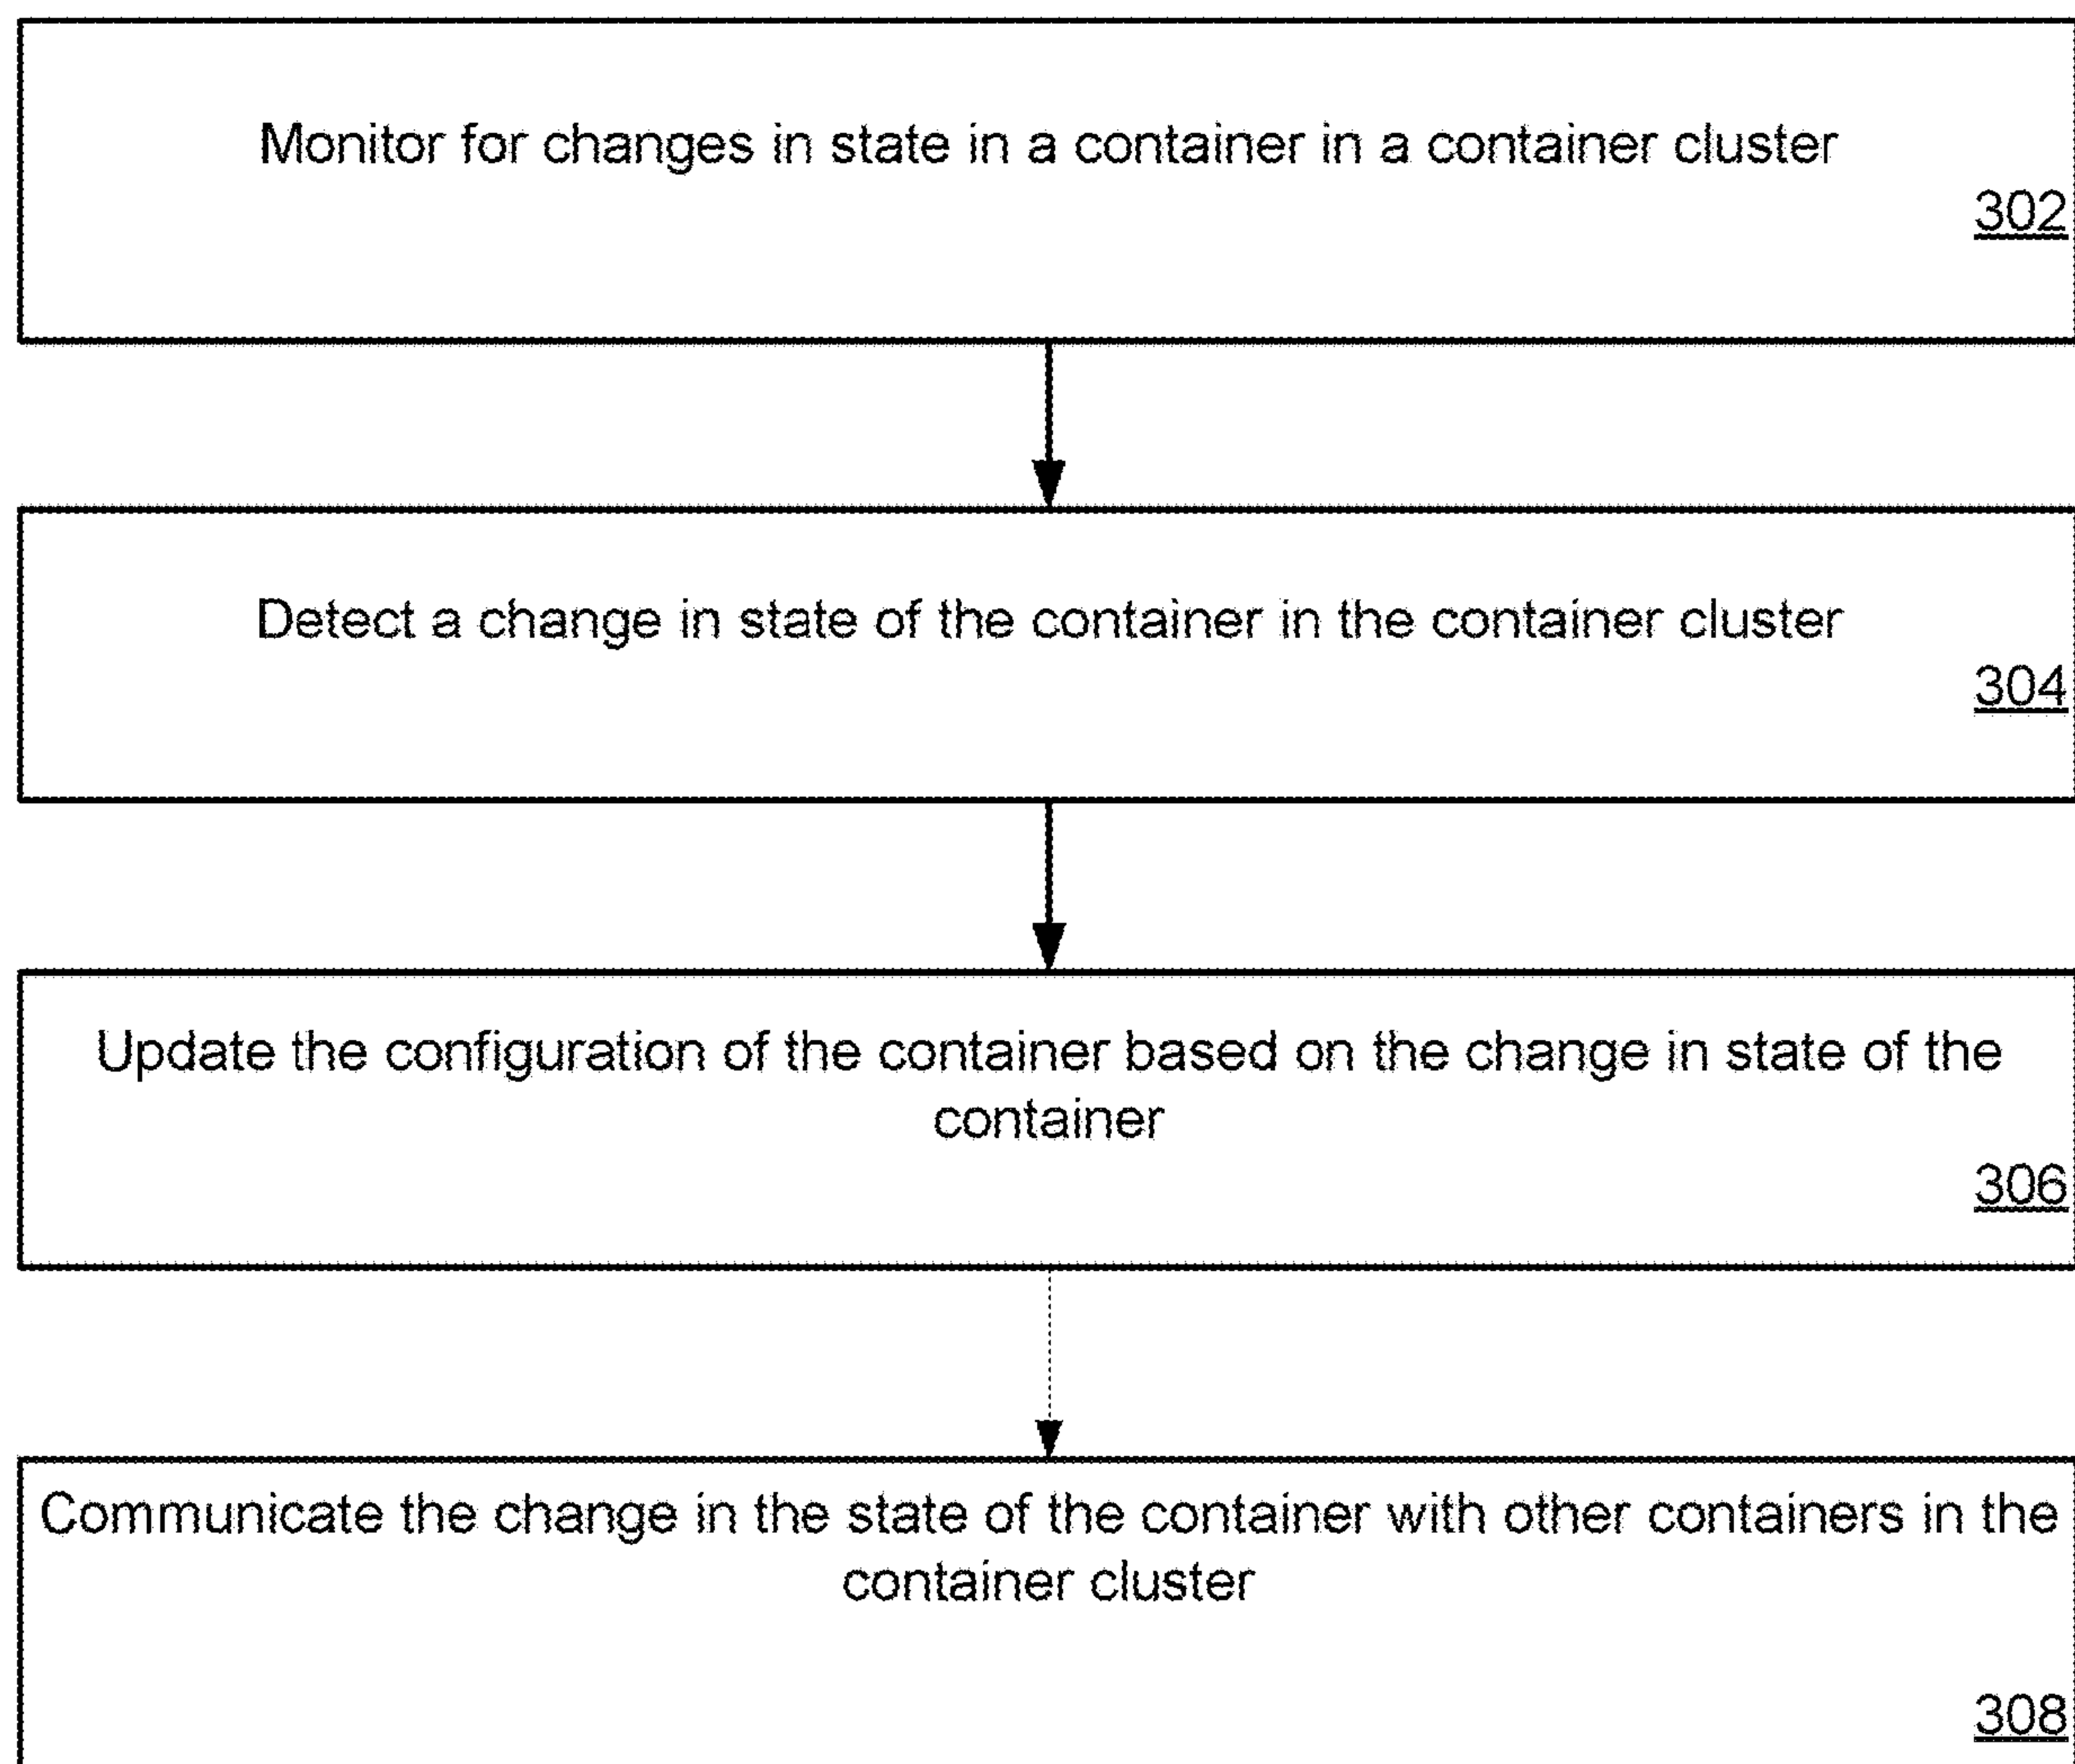 Monitor for changes in state in a container in a container cluster
302
Detect a change in state of the container in the container cluster
304
Update the configuration of the container based on the change in state of the
container
306
Communicate the change in the state of the container with other containers in the
container cluster
308